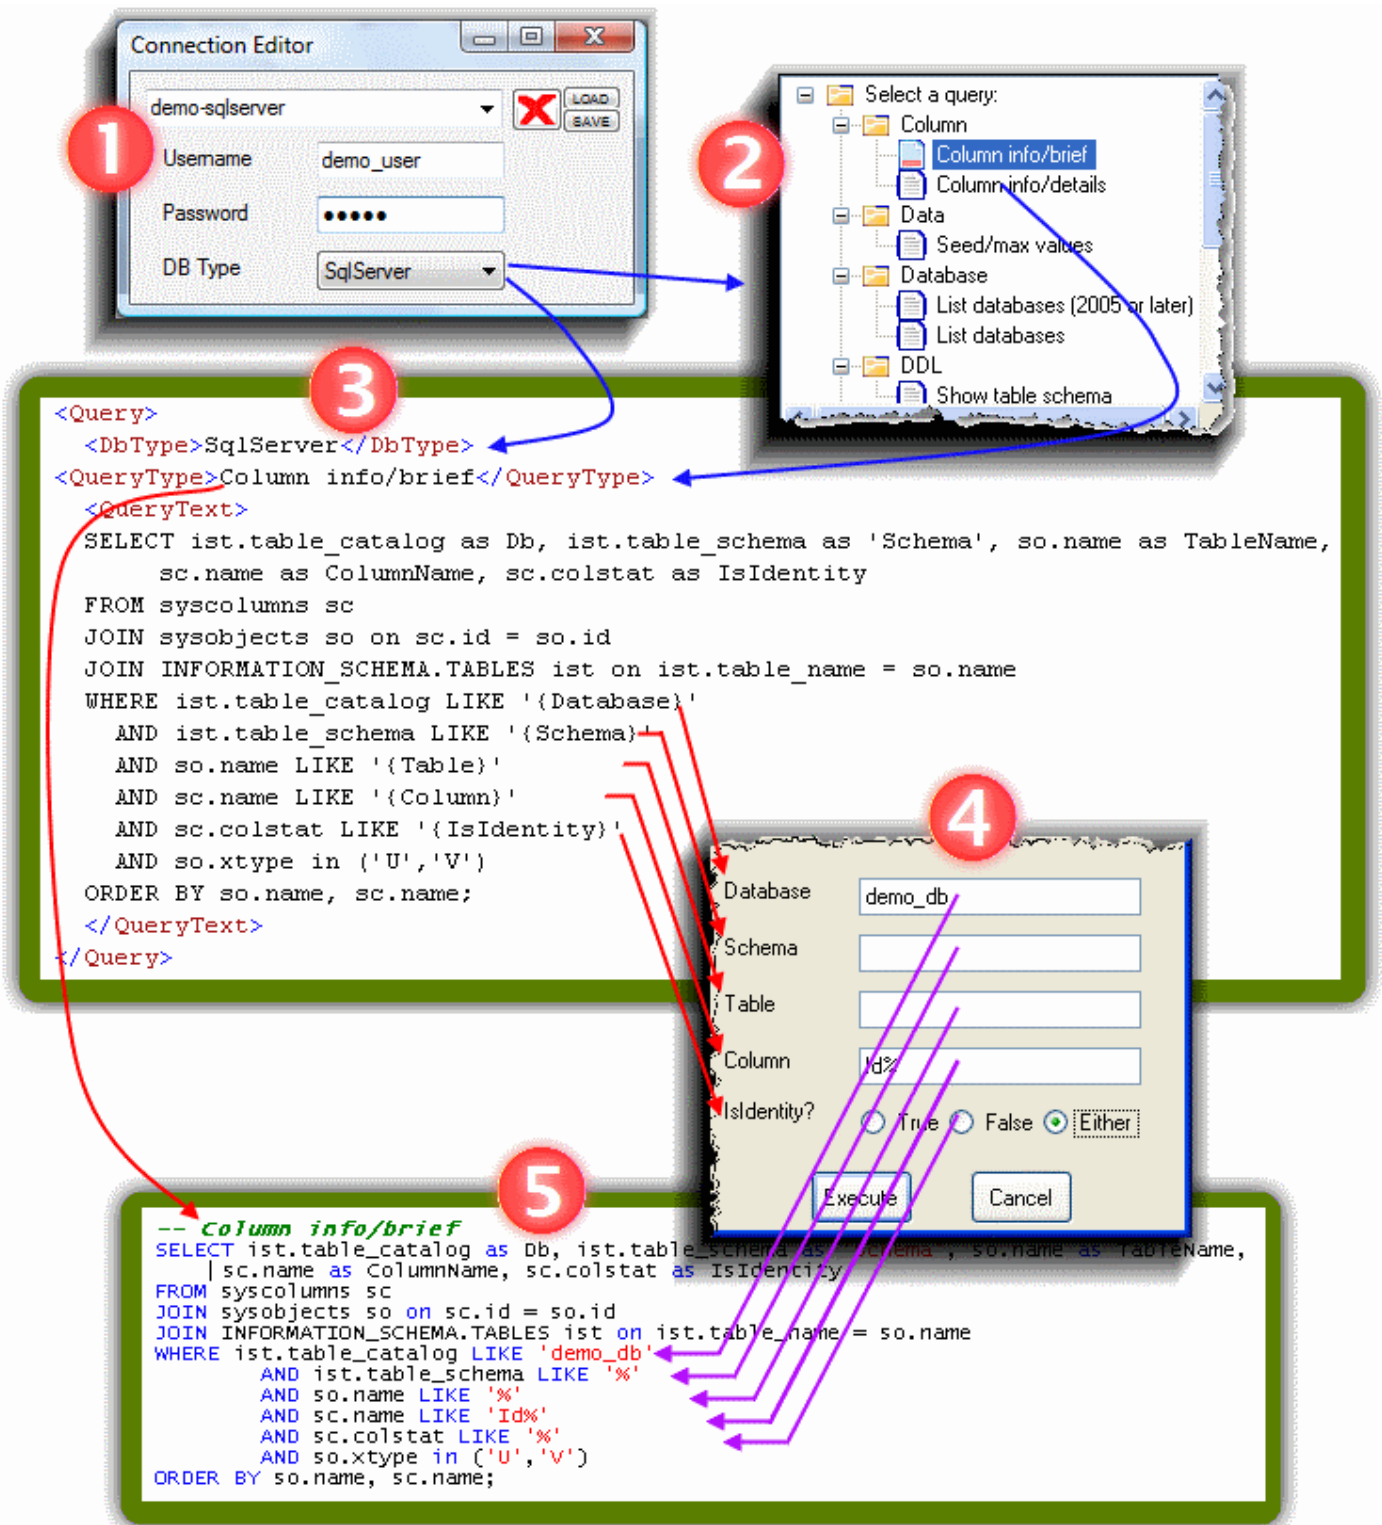 Connection Editor
demo-sqlserver
LOAD
SAVE
1
Username
demo_user
Password
●●●●●
DB Type
SqlServer
2
Select a query:
Column
Column info/brief
Column info/details
Data
Seed/max values
Database
List databases (2005 or later)
List databases
DDL
Show table schema
3
<Query>
<DbType>SqlServer</DbType>
<QueryType>Column info/brief</QueryType>
<QueryText>
SELECT ist.table_catalog as Db, ist.table_schema as 'Schema', so.name as TableName,
sc.name as ColumnName, sc.colstat as IsIdentity
FROM syscolumns sc
JOIN sysobjects so on sc.id = so.id
JOIN INFORMATION_SCHEMA.TABLES ist on ist.table_name = so.name
WHERE ist.table_catalog LIKE '{Database}'
AND ist.table_schema LIKE '{Schema}'
AND so.name LIKE '{Table}'
AND sc.name LIKE '{Column}'
AND sc.colstat LIKE '{IsIdentity}'
AND so.xtype in ('U','V')
ORDER BY so.name, sc.name;
</QueryText>
</Query>
4
Database
demo_db
Schema
Table
Column
Id%
IsIdentity?
True
False
Either
Execute
Cancel
5
-- Column info/brief
SELECT ist.table_catalog as Db, ist.table_schema as 'Schema', so.name as TableName,
sc.name as ColumnName, sc.colstat as IsIdentity
FROM syscolumns sc
JOIN sysobjects so on sc.id = so.id
JOIN INFORMATION_SCHEMA.TABLES ist on ist.table_name = so.name
WHERE ist.table_catalog LIKE 'demo_db'
AND ist.table_schema LIKE '%'
AND so.name LIKE '%'
AND sc.name LIKE 'Id%'
AND sc.colstat LIKE '%'
AND so.xtype in ('U','V')
ORDER BY so.name, sc.name;